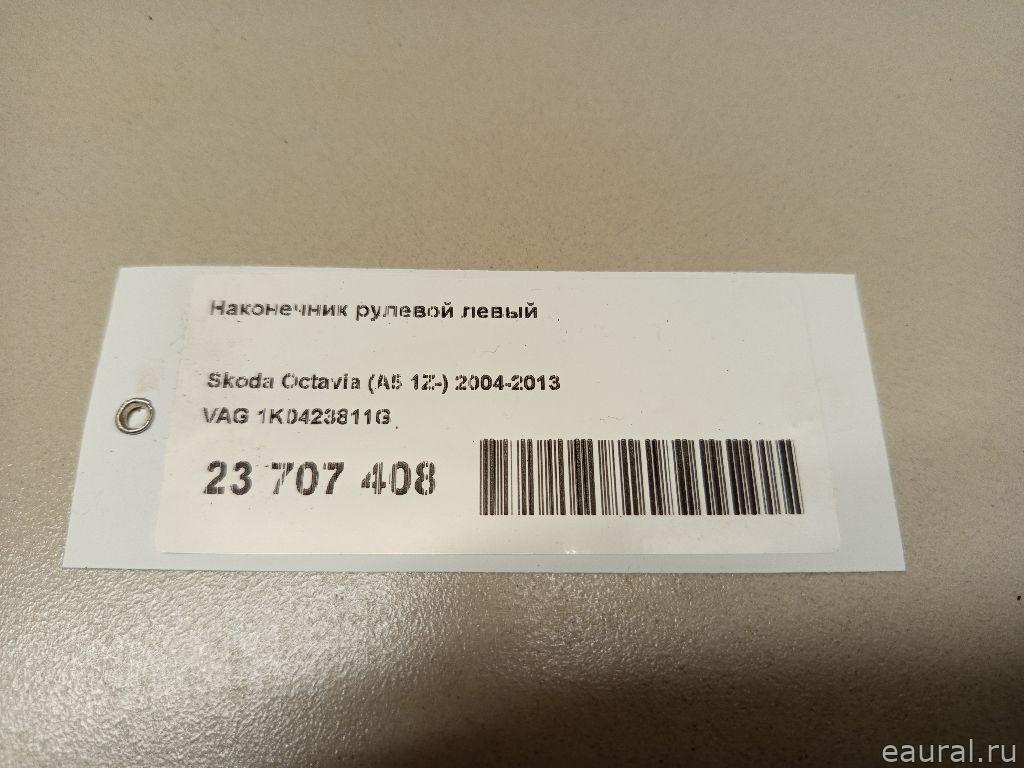 Наконечник рулевой левый
Skoda Octavia (A5 1Z-) 2004-2013
VAG 1K0423811G
23 707 408
eaural.ru